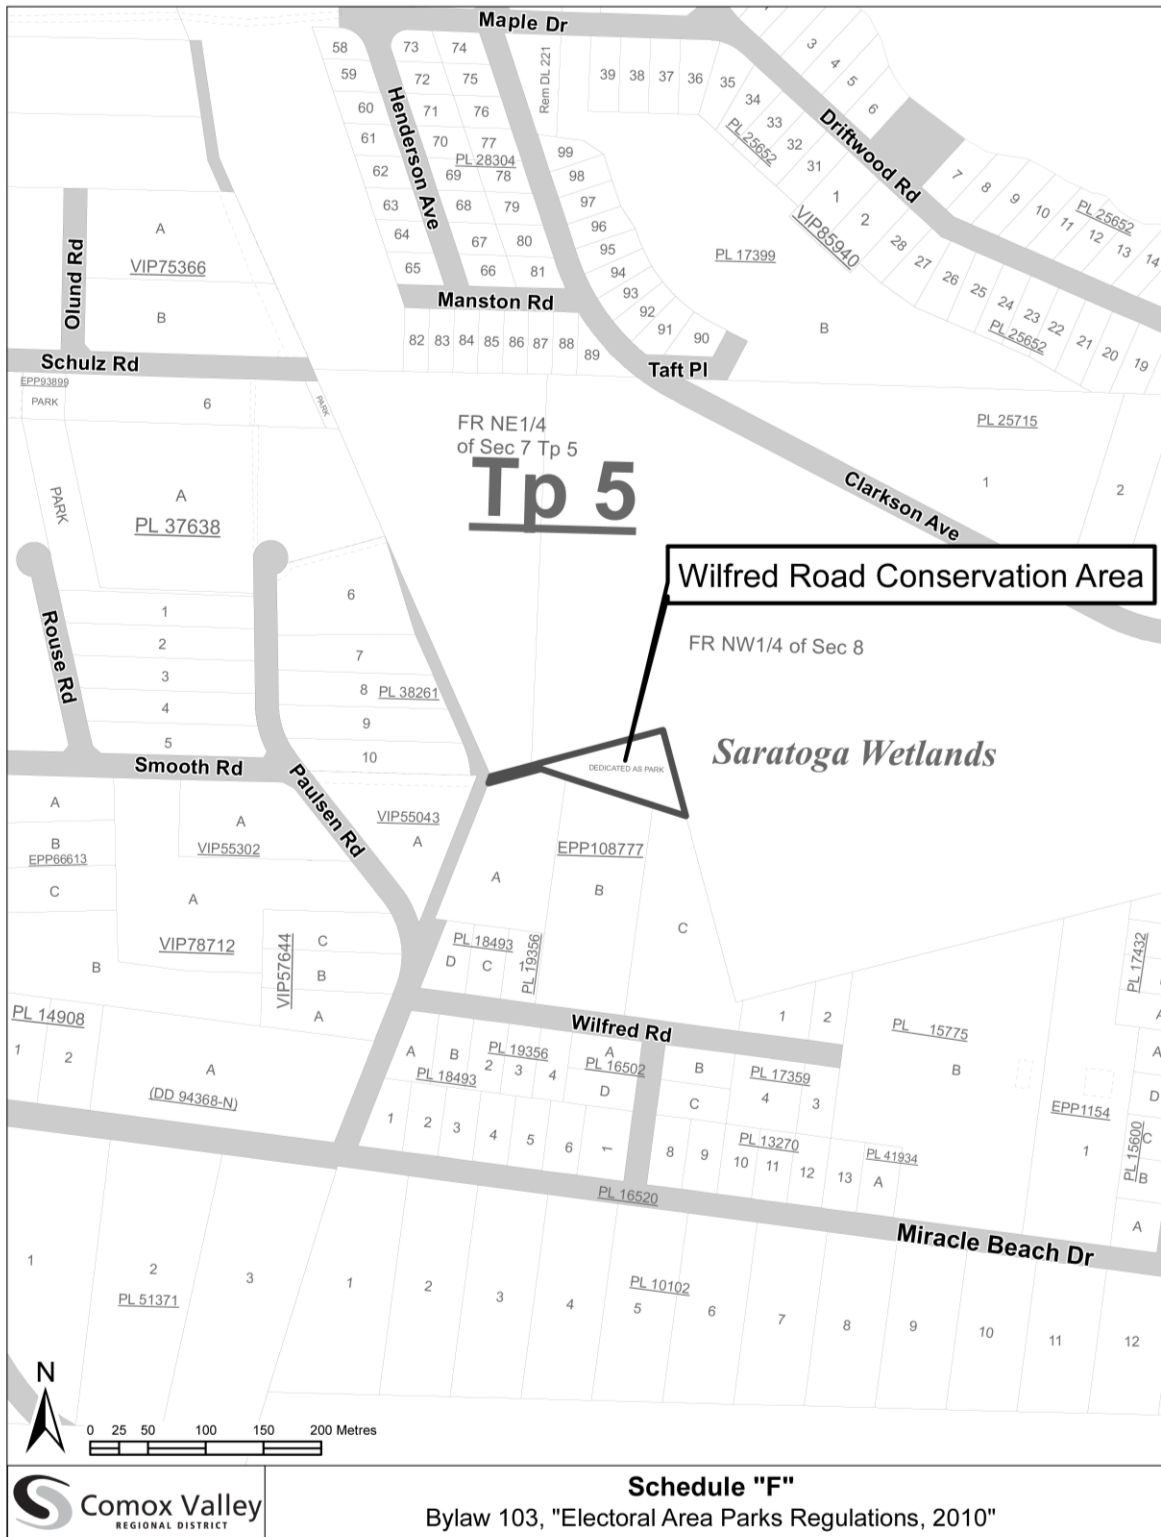 Maple Dr
58
73
74
59
72
75
60
71
76
61
70
77
PL 28304
62
69
78
63
68
79
64
67
80
65
66
81
Henderson Ave
Manston Rd
82 83 84 85 86 87 88 89
Rem DL 221
39 38 37 36 35
34
33
32
31
PL 25652
1
2
VIP85940
28
27
26
25
24
23
22
21
20
19
PL 25652
3
4
5
6
Driftwood Rd
7
8
9
10
11
12
13
14
PL 25652
99
98
97
96
95
94
93
92
91
90
PL 17399
B
Taft Pl
A
VIP75366
B
Olund Rd
Schulz Rd
EPP93899
PARK
6
PARK
PARK
A
PL 37638
FR NE1/4
of Sec 7 Tp 5
Tp 5
PL 25715
1
2
Clarkson Ave
Wilfred Road Conservation Area
FR NW1/4 of Sec 8
Saratoga Wetlands
DEDICATED AS PARK
Rouse Rd
1
2
3
4
5
6
7
8
PL 38261
9
10
Smooth Rd
Paulsen Rd
A
B
EPP66613
C
A
VIP55302
VIP55043
A
A
VIP78712
B
VIP57644
C
B
A
EPP108777
A
B
C
PL 18493
D
C
1
PL 19356
Wilfred Rd
PL 14908
1
2
A
(DD 94368-N)
A
B
PL 18493
PL 19356
2
3
4
A
PL 16502
D
1
2
3
4
5
6
1
B
C
PL 17359
4
3
1
2
PL 15775
B
8
9
PL 13270
10
11
12
13
PL 41934
A
EPP1154
1
PL 17432
A
A
D
C
PL 15600
B
A
PL 16520
Miracle Beach Dr
1
2
PL 51371
3
1
2
3
4
PL 10102
5
6
7
8
9
10
11
12
N
0 25 50 100 150 200 Metres
Comox Valley
REGIONAL DISTRICT
Schedule "F"
Bylaw 103, "Electoral Area Parks Regulations, 2010"